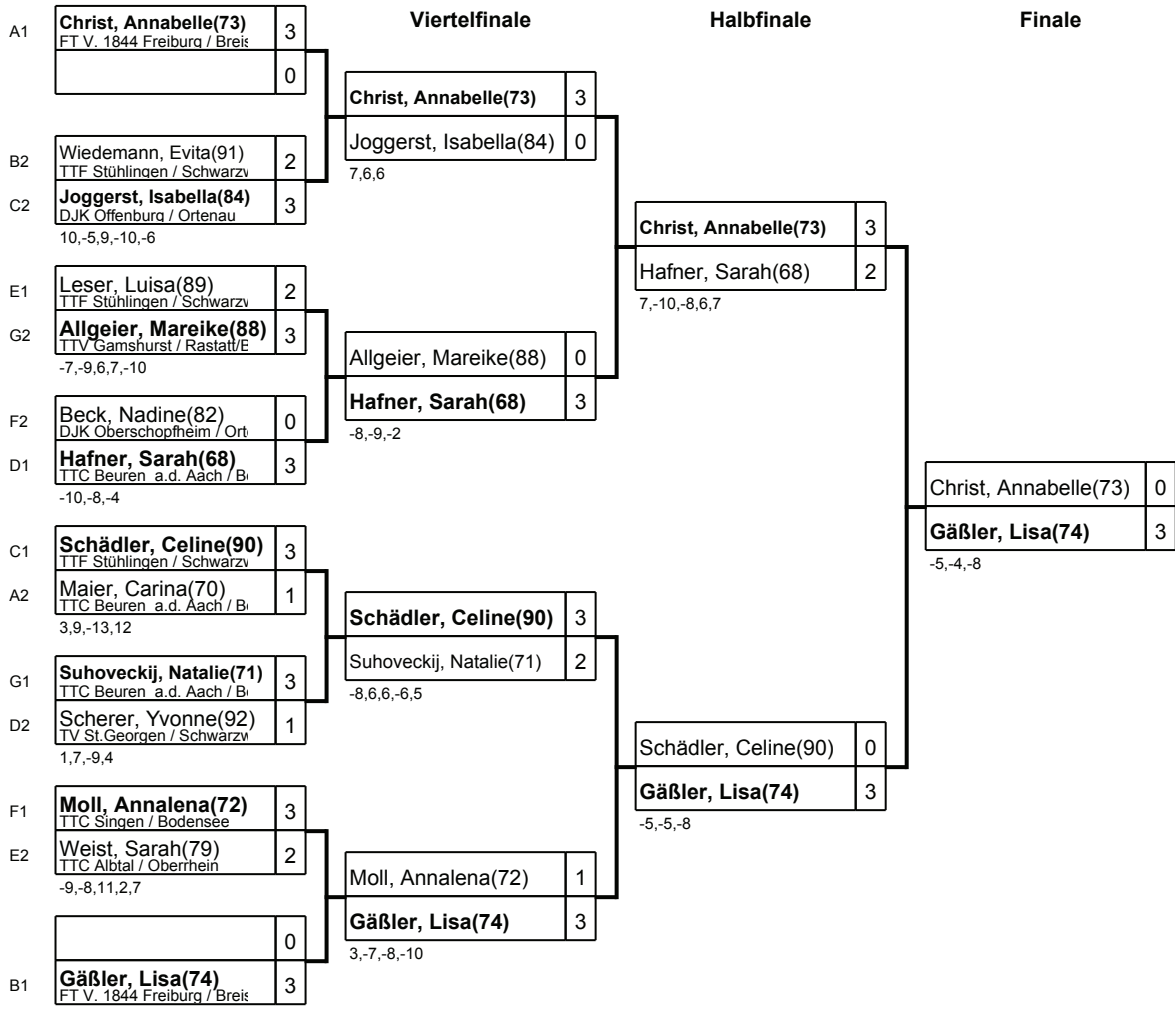 Viertelfinale
Halbfinale
Finale
A1
Christ, Annabelle(73)
3
FT V. 1844 Freiburg / Breis
0
B2
Wiedemann, Evita(91)
2
TTF Stühlingen / Schwarzw
C2
Joggerst, Isabella(84)
3
DJK Offenburg / Ortenau
10,-5,9,-10,-6
E1
Leser, Luisa(89)
2
TTF Stühlingen / Schwarzw
G2
Allgeier, Mareike(88)
3
TTV Gamshurst / Rastatt/B
-7,-9,6,7,-10
F2
Beck, Nadine(82)
0
DJK Oberschopfheim / Orte
D1
Hafner, Sarah(68)
3
TTC Beuren a.d. Aach / Bo
-10,-8,-4
C1
Schädler, Celine(90)
3
TTF Stühlingen / Schwarzw
A2
Maier, Carina(70)
1
TTC Beuren a.d. Aach / Bo
3,9,-13,12
G1
Suhoveckij, Natalie(71)
3
TTC Beuren a.d. Aach / Bo
D2
Scherer, Yvonne(92)
1
TV St.Georgen / Schwarzw
1,7,-9,4
F1
Moll, Annalena(72)
3
TTC Singen / Bodensee
E2
Weist, Sarah(79)
2
TTC Albtal / Oberrhein
-9,-8,11,2,7
0
B1
Gäßler, Lisa(74)
3
FT V. 1844 Freiburg / Breis
Christ, Annabelle(73)
3
Joggerst, Isabella(84)
0
7,6,6
Allgeier, Mareike(88)
0
Hafner, Sarah(68)
3
-8,-9,-2
Schädler, Celine(90)
3
Suhoveckij, Natalie(71)
2
-8,6,6,-6,5
Moll, Annalena(72)
1
Gäßler, Lisa(74)
3
3,-7,-8,-10
Christ, Annabelle(73)
3
Hafner, Sarah(68)
2
7,-10,-8,6,7
Schädler, Celine(90)
0
Gäßler, Lisa(74)
3
-5,-5,-8
Christ, Annabelle(73)
0
Gäßler, Lisa(74)
3
-5,-4,-8